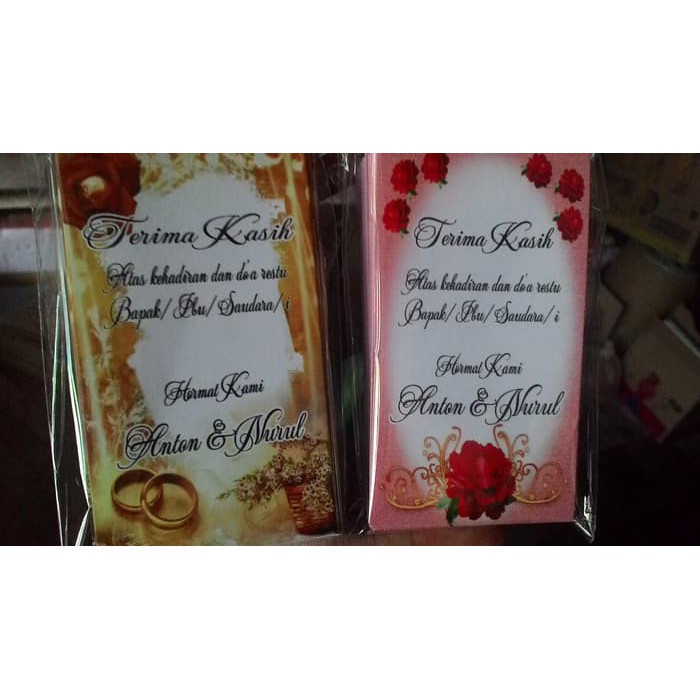 Terima Kasih
Atas kehadiran dan do'a restu
Bapak/ Ibu/ Saudara/ i
Hormat Kami
Anton & Nurul
Terima Kasih
Atas kehadiran dan do'a restu
Bapak/ Ibu/ Saudara/ i
Hormat Kami
Anton & Nurul